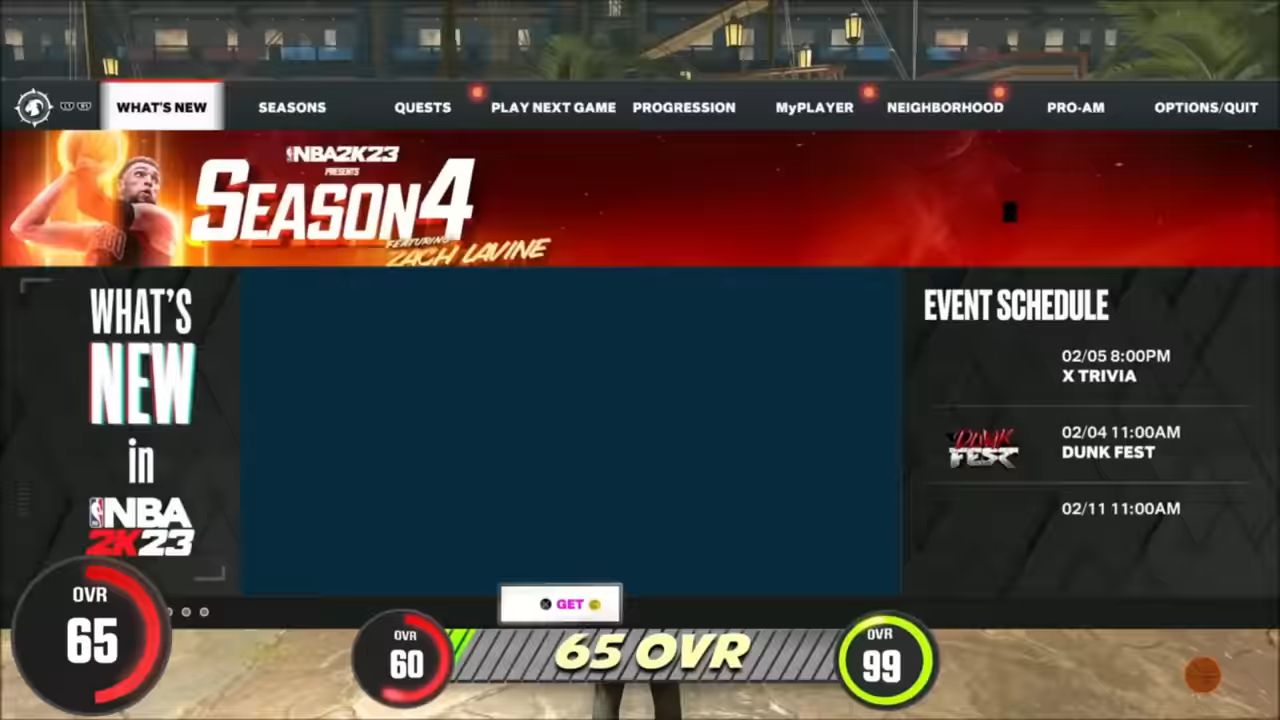 WHAT'S NEW
SEASONS
QUESTS
PLAY NEXT GAME
PROGRESSION
MyPLAYER
NEIGHBORHOOD
PRO-AM
OPTIONS/QUIT
NBA2K23
PRESENTS
SEASON 4
FEATURING
ZACH LAVINE
WHAT'S
NEW
in
NBA
2K23
EVENT SCHEDULE
02/05 8:00PM
X TRIVIA
DUNK
FEST
02/04 11:00AM
DUNK FEST
02/11 11:00AM
GET
OVR
65
OVR
60
65 OVR
OVR
99